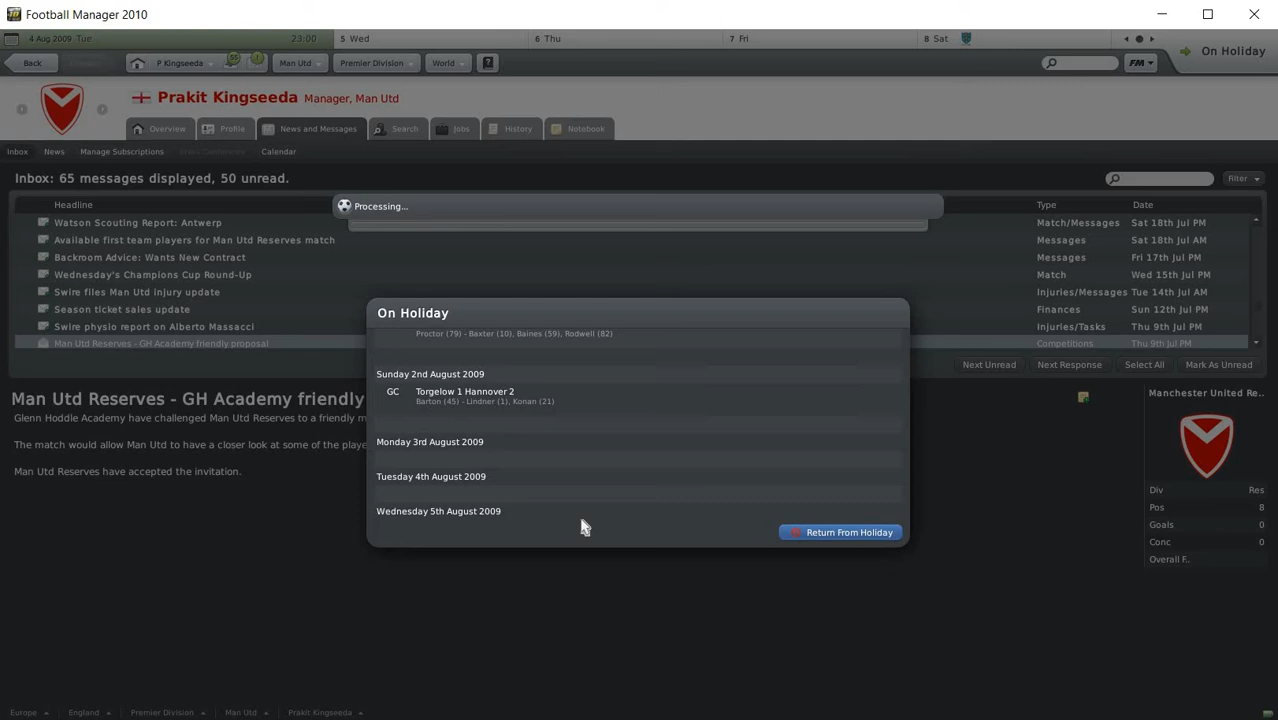 Football Manager 2010
4 Aug 2009 Tue 23:00 5 Wed 6 Thu 7 Fri 8 Sat
Back P Kingseeda Man Utd Premier Division World ? FM On Holiday
Prakit Kingseeda Manager, Man Utd
Overview Profile News and Messages Search Jobs History Notebook
Inbox News Manage Subscriptions Calendar
Inbox: 65 messages displayed, 50 unread. Filter
Processing...
Headline Type Date
Watson Scouting Report: Antwerp Match/Messages Sat 18th Jul PM
Available first team players for Man Utd Reserves match Messages Sat 18th Jul AM
Backroom Advice: Wants New Contract Messages Fri 17th Jul PM
Wednesday's Champions Cup Round-Up Match Wed 15th Jul PM
Swire files Man Utd injury update Injuries/Messages Tue 14th Jul AM
Season ticket sales update Finances Mon 13th Jul PM
Swire physio report on Alberto Massacci Injuries/Tasks Thu 9th Jul PM
Man Utd Reserves - GH Academy friendly proposal Competitions Thu 9th Jul PM
Next Unread Next Response Select All Mark As Unread
On Holiday
Proctor (79) - Baxter (10), Baines (59), Rodwell (82)
Sunday 2nd August 2009
GC Torgelow 1 Hannover 2
Barton (45) - Lindner (1), Konan (21)
Monday 3rd August 2009
Tuesday 4th August 2009
Wednesday 5th August 2009
Return From Holiday
Man Utd Reserves - GH Academy friendly
Glenn Hoddle Academy have challenged Man Utd Reserves to a friendly m
The match would allow Man Utd to have a closer look at some of the playe
Man Utd Reserves have accepted the invitation.
Manchester United Re..
Div Res
Pos 8
Goals 0
Conc 0
Overall F..
Europe England Premier Division Man Utd Prakit Kingseeda